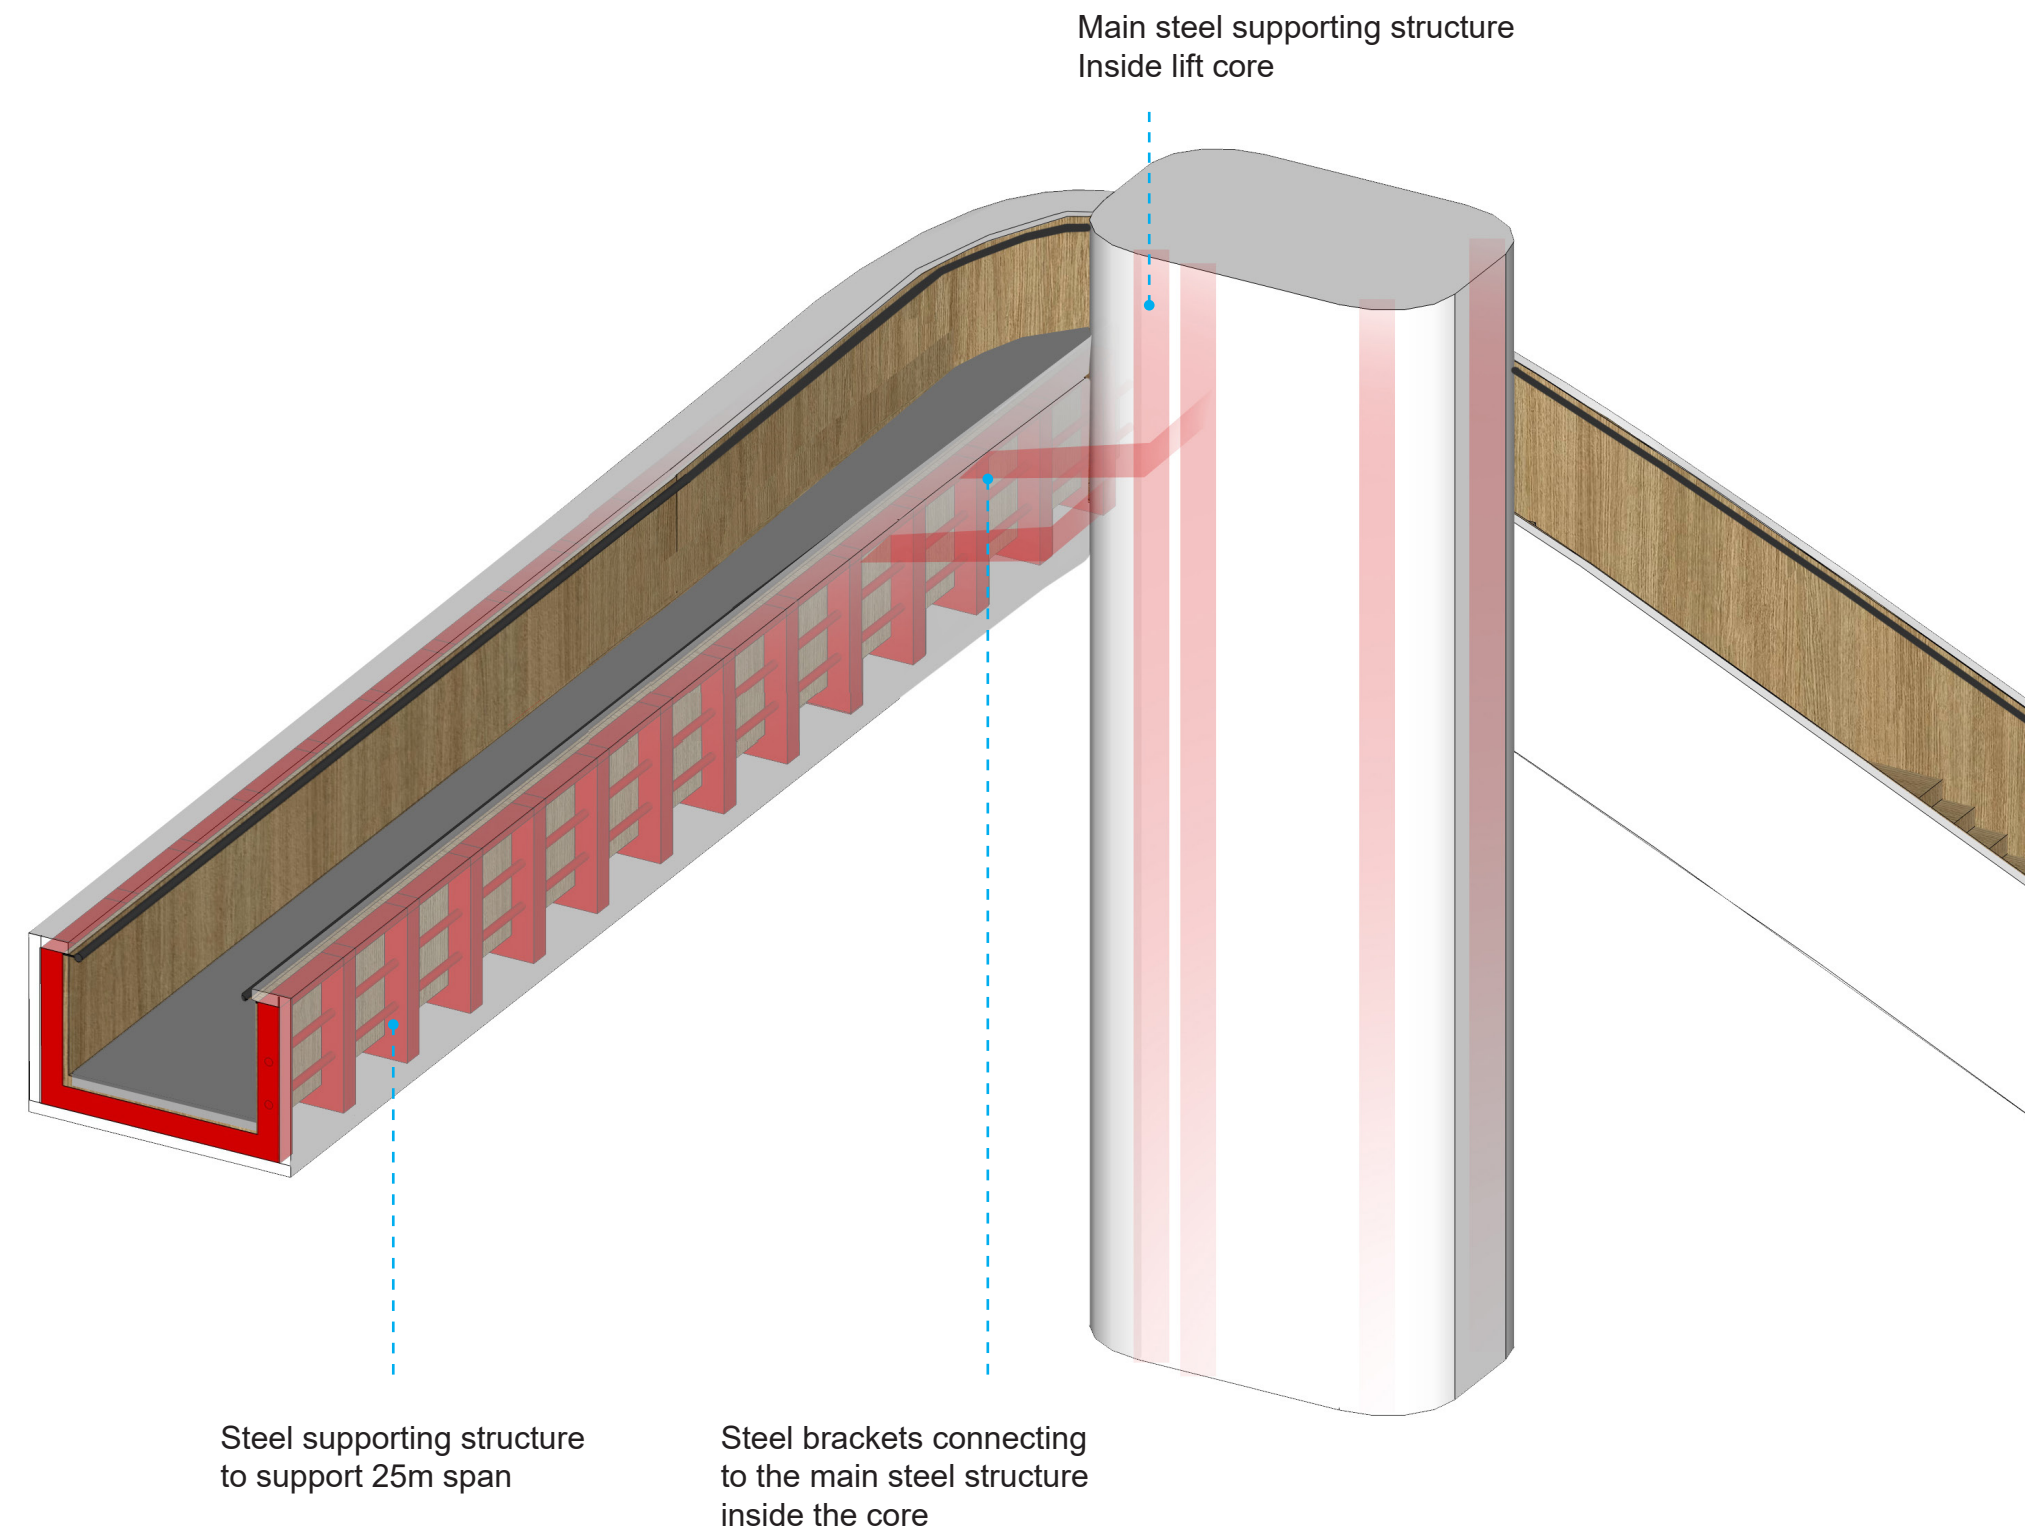 Main steel supporting structure
Inside lift core
Steel supporting structure
to support 25m span
Steel brackets connecting
to the main steel structure
inside the core